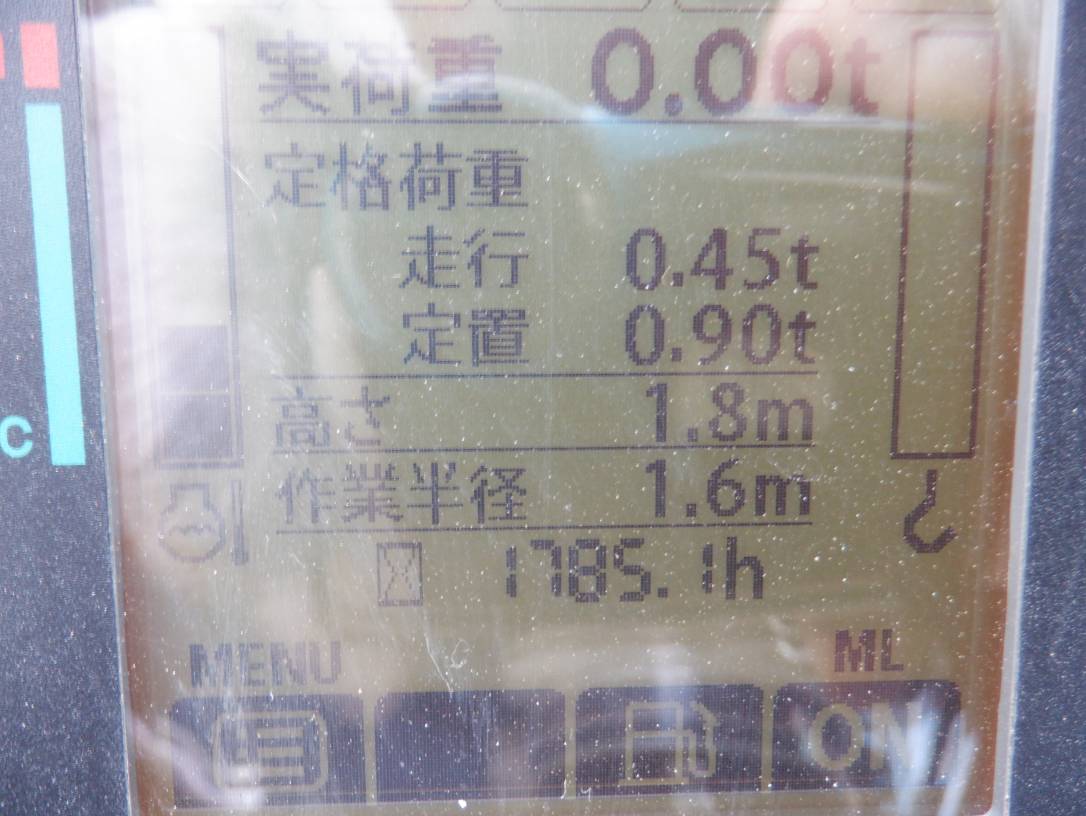 実荷重 0.00t
定格荷重
走行 0.45t
定置 0.90t
高さ 1.8m
作業半径 1.6m
1785.1h
MENU ML
ON
C